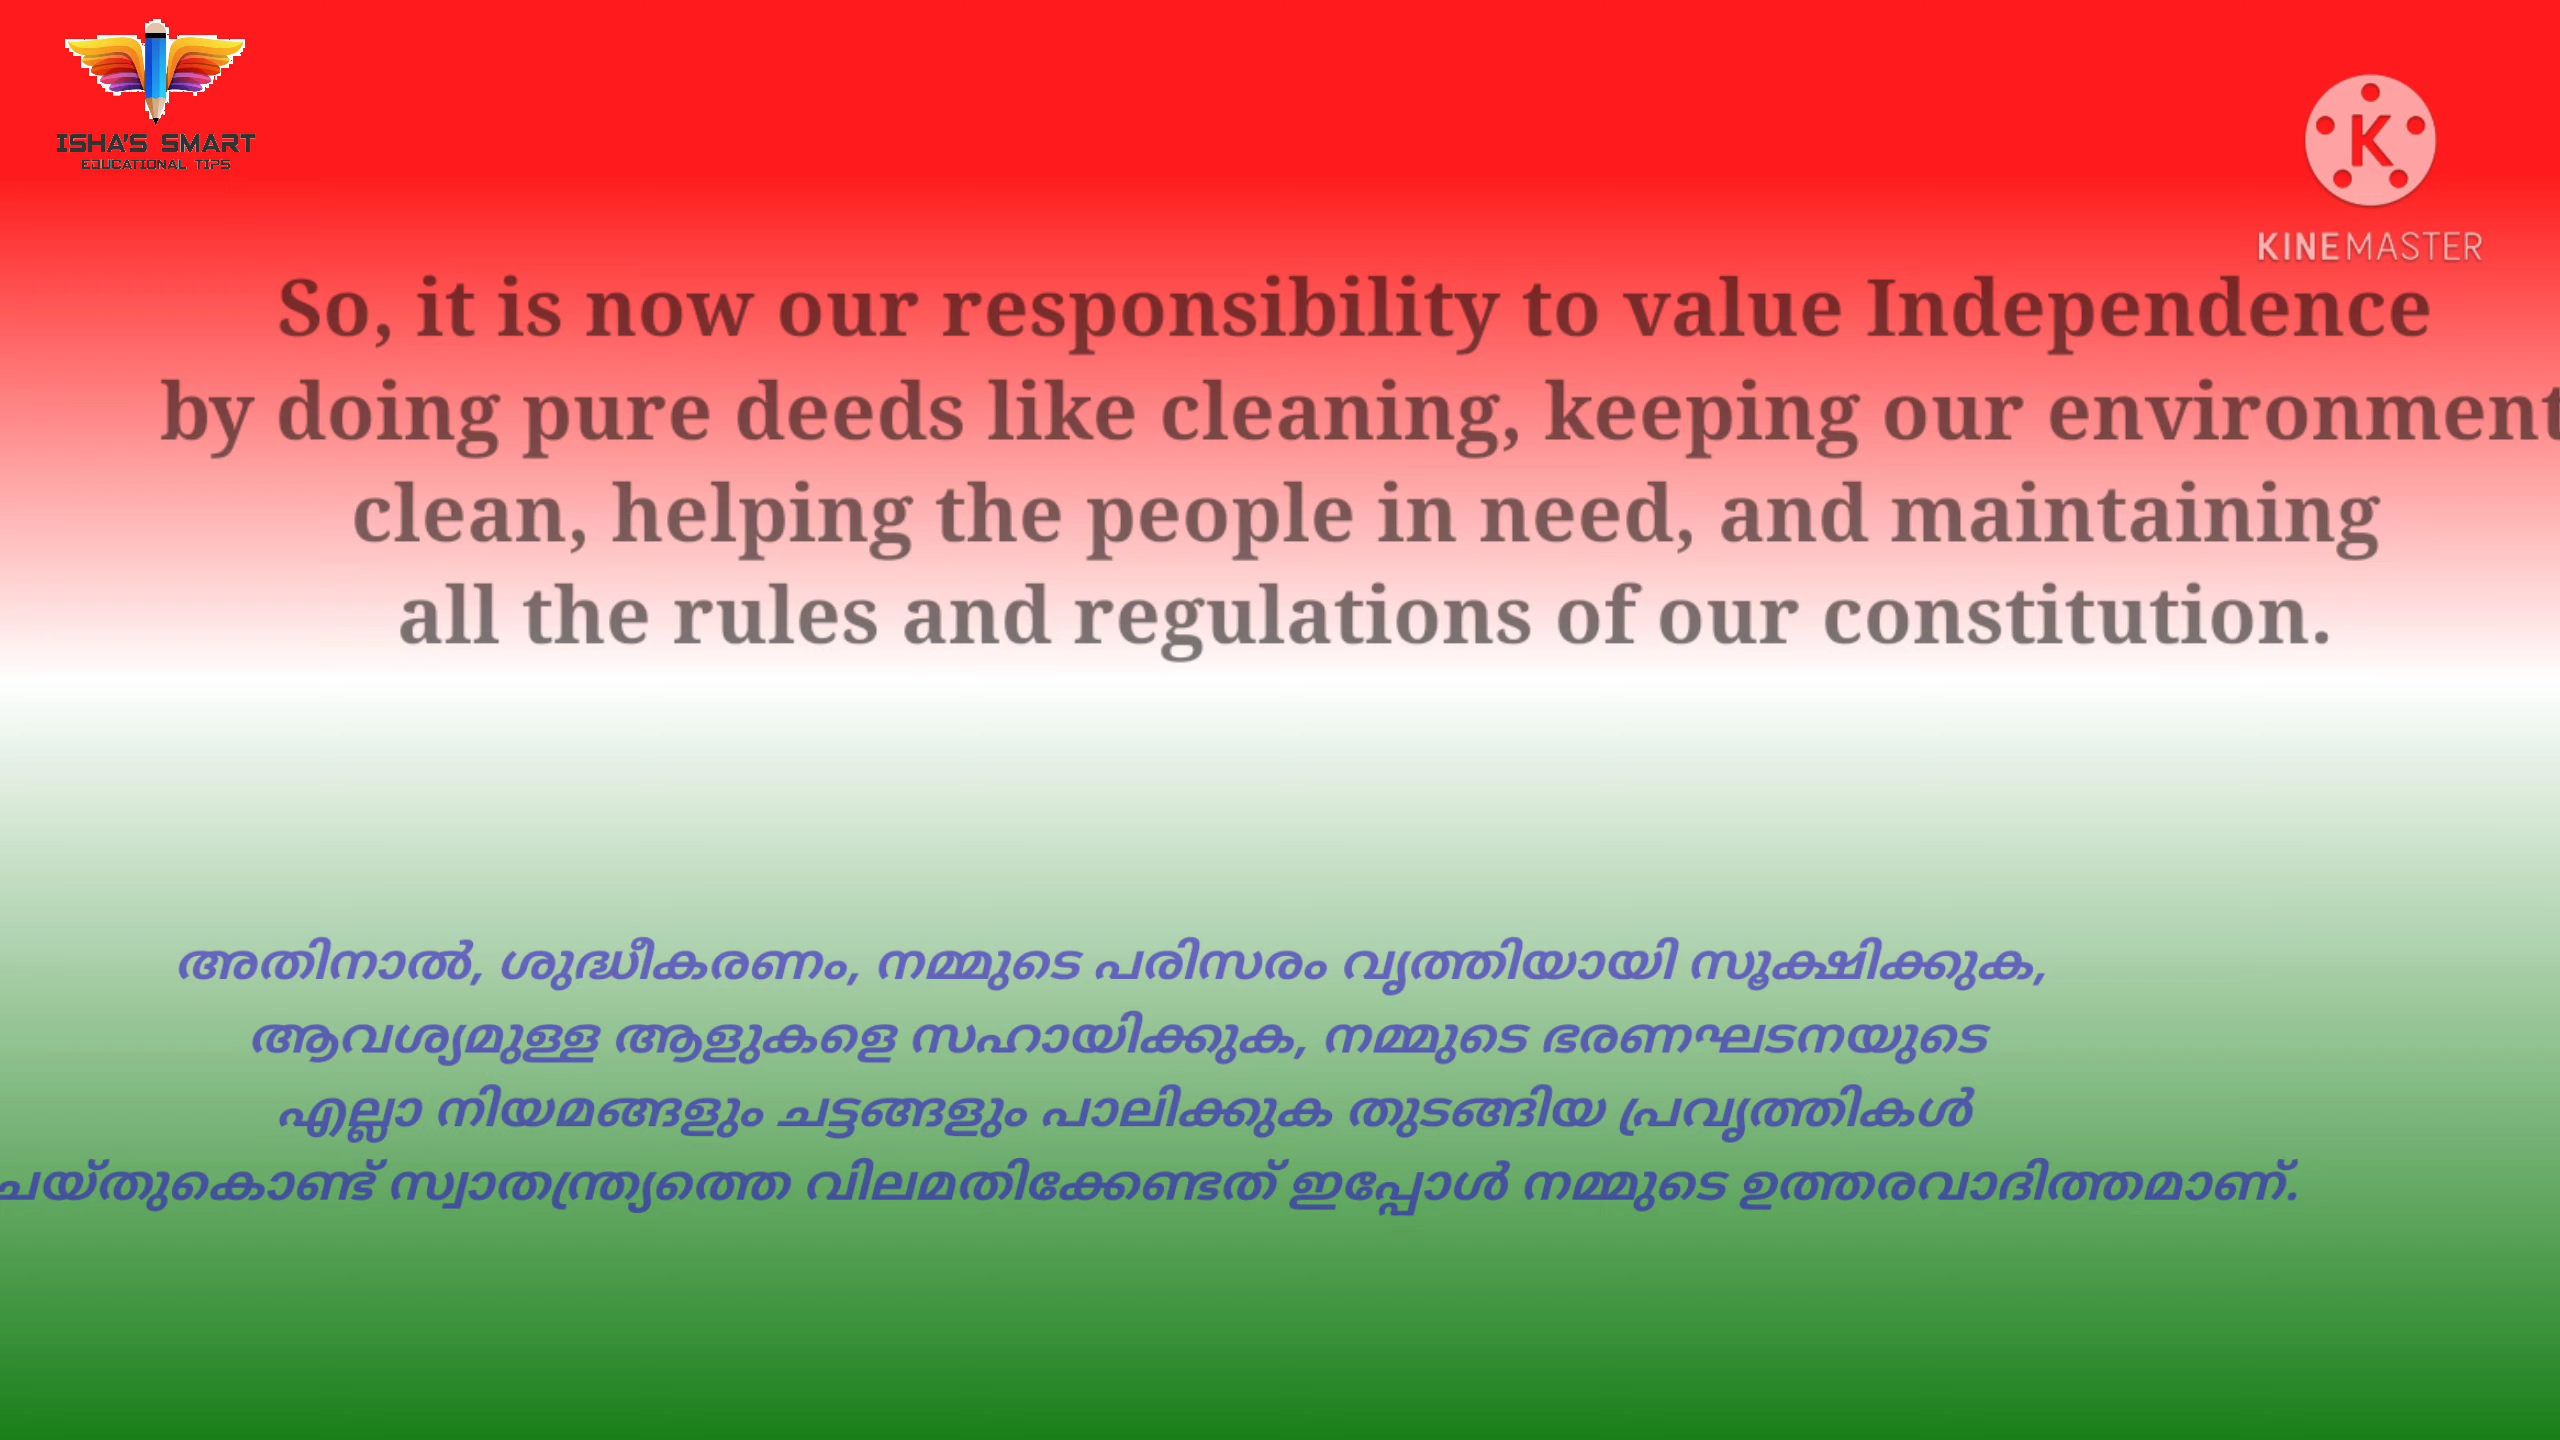 ISHA'S SMART
EDUCATIONAL TIPS
K
KINEMASTER
So, it is now our responsibility to value Independence
by doing pure deeds like cleaning, keeping our environment
clean, helping the people in need, and maintaining
all the rules and regulations of our constitution.
അതിനാൽ, ശുദ്ധീകരണം, നമ്മുടെ പരിസരം വൃത്തിയായി സൂക്ഷിക്കുക,
ആവശ്യമുള്ള ആളുകളെ സഹായിക്കുക, നമ്മുടെ ഭരണഘടനയുടെ
എല്ലാ നിയമങ്ങളും ചട്ടങ്ങളും പാലിക്കുക തുടങ്ങിയ പ്രവൃത്തികൾ
ചയ്തുകൊണ്ട് സ്വാതന്ത്ര്യത്തെ വിലമതിക്കേണ്ടത് ഇപ്പോൾ നമ്മുടെ ഉത്തരവാദിത്തമാണ്.